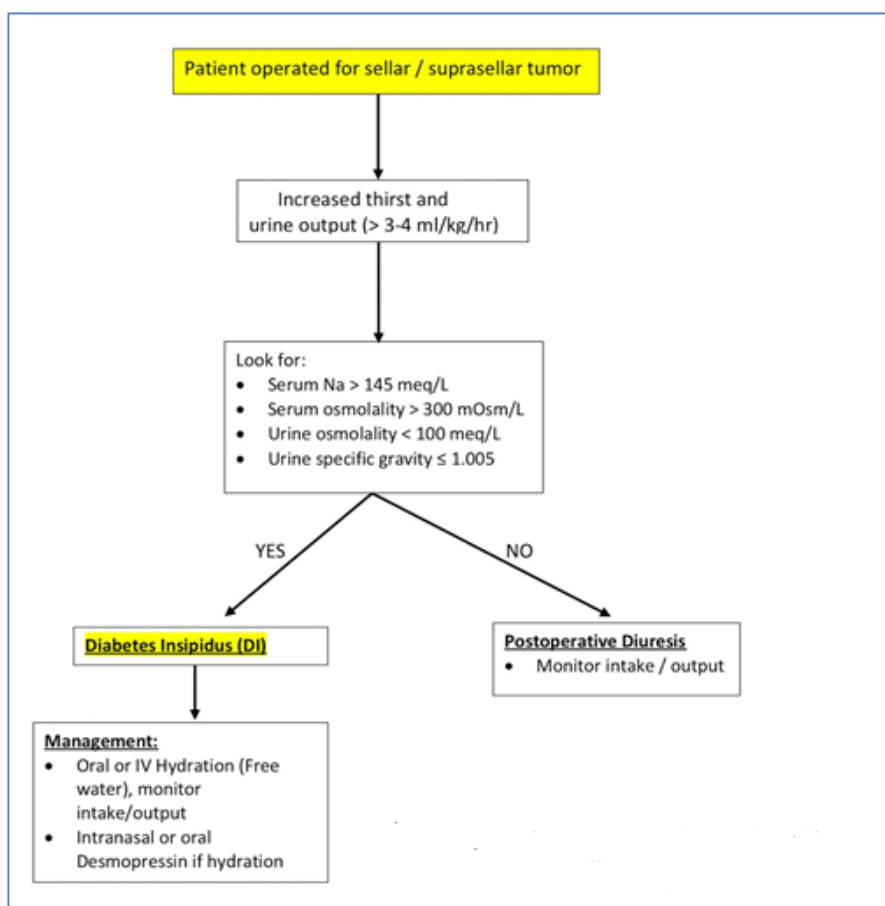 Patient operated for sellar / suprasellar tumor
Increased thirst and
urine output (> 3-4 ml/kg/hr)
Look for:
• Serum Na > 145 meq/L
• Serum osmolality > 300 mOsm/L
• Urine osmolality < 100 meq/L
• Urine specific gravity ≤ 1.005
YES
NO
Diabetes Insipidus (DI)
Postoperative Diuresis
• Monitor intake / output
Management:
• Oral or IV Hydration (Free
water), monitor
intake/output
• Intranasal or oral
Desmopressin if hydration